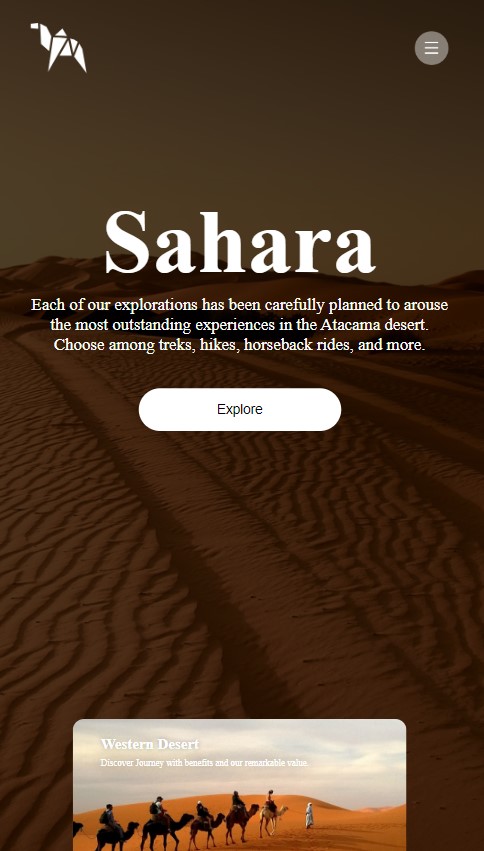 Sahara
Each of our explorations has been carefully planned to arouse
the most outstanding experiences in the Atacama desert.
Choose among treks, hikes, horseback rides, and more.
Explore
Western Desert
Discover Journey with benefits and our remarkable value.